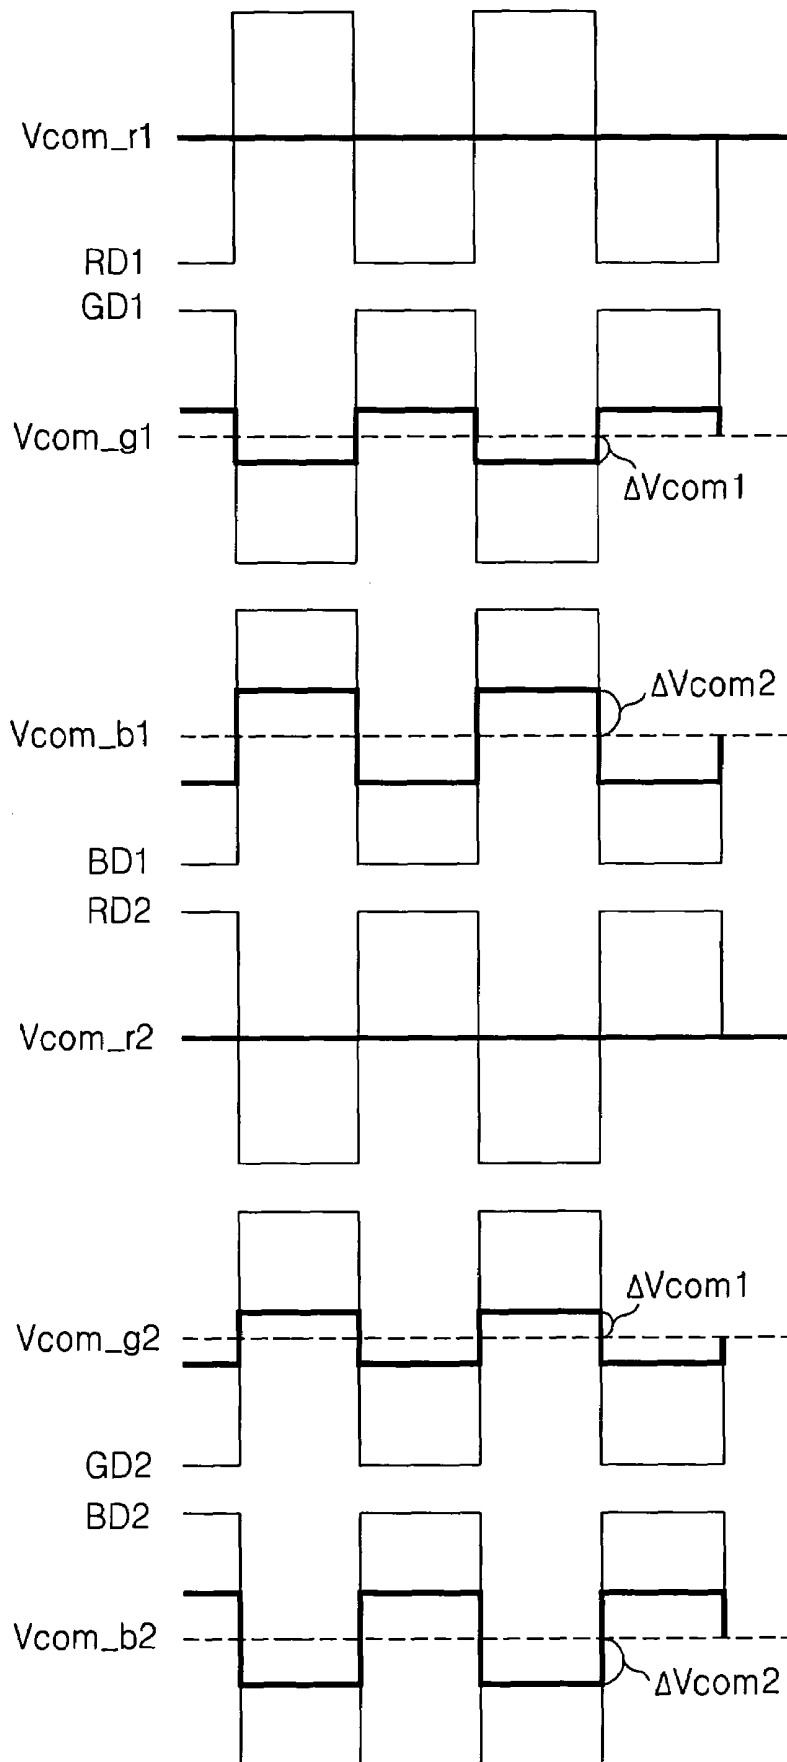 Vcom_r1
RD1
GD1
Vcom_g1
ΔVcom1
ΔVcom2
Vcom_b1
BD1
RD2
Vcom_r2
ΔVcom1
Vcom_g2
GD2
BD2
Vcom_b2
ΔVcom2